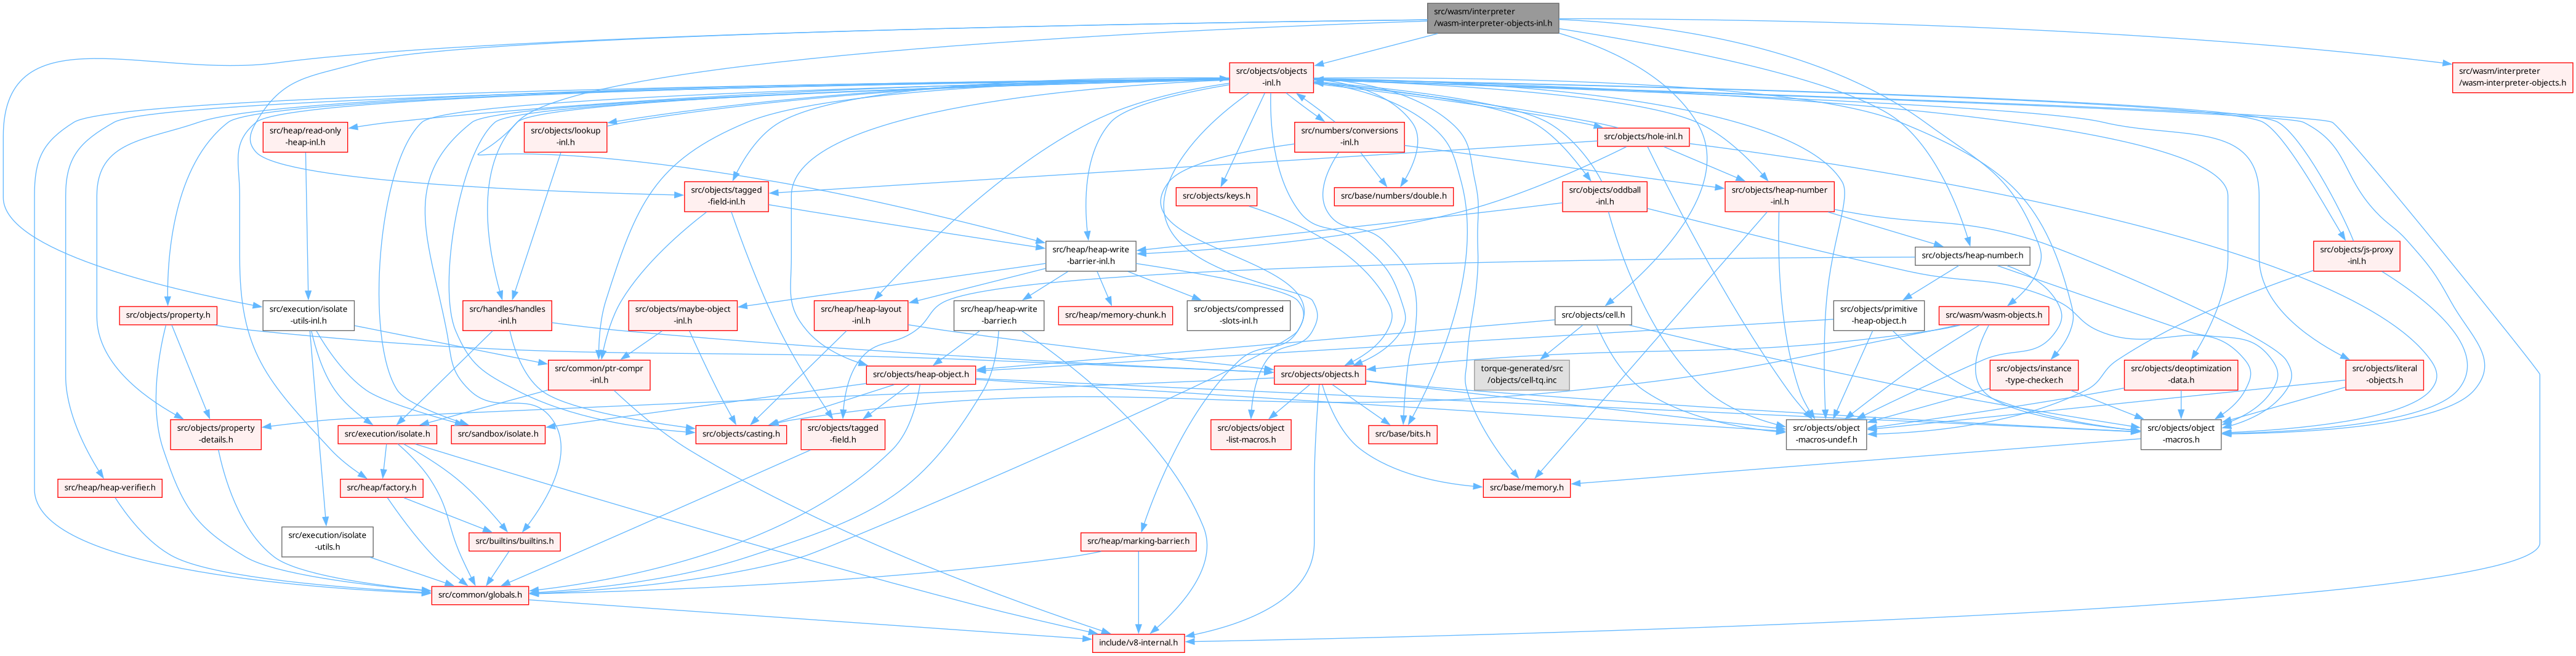 src/wasm/interpreter
/wasm-interpreter-objects-inl.h
src/objects/objects
-inl.h
src/wasm/interpreter
/wasm-interpreter-objects.h
src/heap/read-only
-heap-inl.h
src/objects/lookup
-inl.h
src/numbers/conversions
-inl.h
src/objects/hole-inl.h
src/objects/tagged
-field-inl.h
src/objects/keys.h
src/base/numbers/double.h
src/objects/oddball
-inl.h
src/objects/heap-number
-inl.h
src/heap/heap-write
-barrier-inl.h
src/objects/heap-number.h
src/objects/js-proxy
-inl.h
src/objects/property.h
src/execution/isolate
-utils-inl.h
src/handles/handles
-inl.h
src/objects/maybe-object
-inl.h
src/heap/heap-layout
-inl.h
src/heap/heap-write
-barrier.h
src/heap/memory-chunk.h
src/objects/compressed
-slots-inl.h
src/objects/cell.h
src/objects/primitive
-heap-object.h
src/wasm/wasm-objects.h
src/common/ptr-compr
-inl.h
src/objects/heap-object.h
src/objects/objects.h
torque-generated/src
/objects/cell-tq.inc
src/objects/instance
-type-checker.h
src/objects/deoptimization
-data.h
src/objects/literal
-objects.h
src/objects/property
-details.h
src/execution/isolate.h
src/sandbox/isolate.h
src/objects/casting.h
src/objects/tagged
-field.h
src/objects/object
-list-macros.h
src/base/bits.h
src/objects/object
-macros-undef.h
src/objects/object
-macros.h
src/heap/heap-verifier.h
src/heap/factory.h
src/base/memory.h
src/execution/isolate
-utils.h
src/builtins/builtins.h
src/heap/marking-barrier.h
src/common/globals.h
include/v8-internal.h